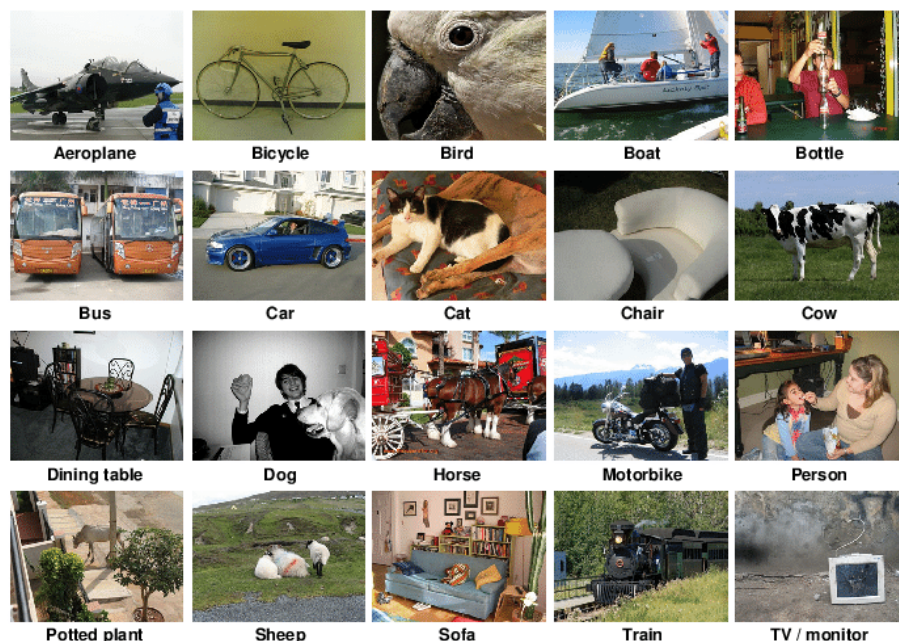 Aeroplane
Bicycle
Bird
Boat
Bottle
Bus
Car
Cat
Chair
Cow
Dining table
Dog
Horse
Motorbike
Person
Potted plant
Sheep
Sofa
Train
TV / monitor